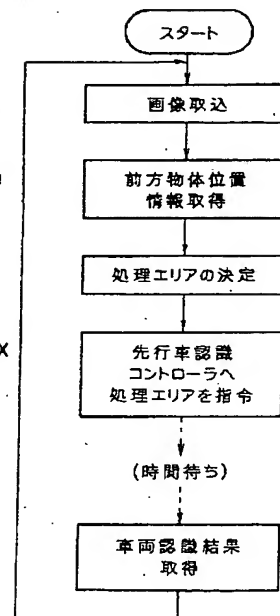 スタート
画像取込
前方物体位置
情報取得
処理エリアの決定
先行車認識
コントローラへ
処理エリアを指令
(時間待ち)
車両認識結果
取得
X